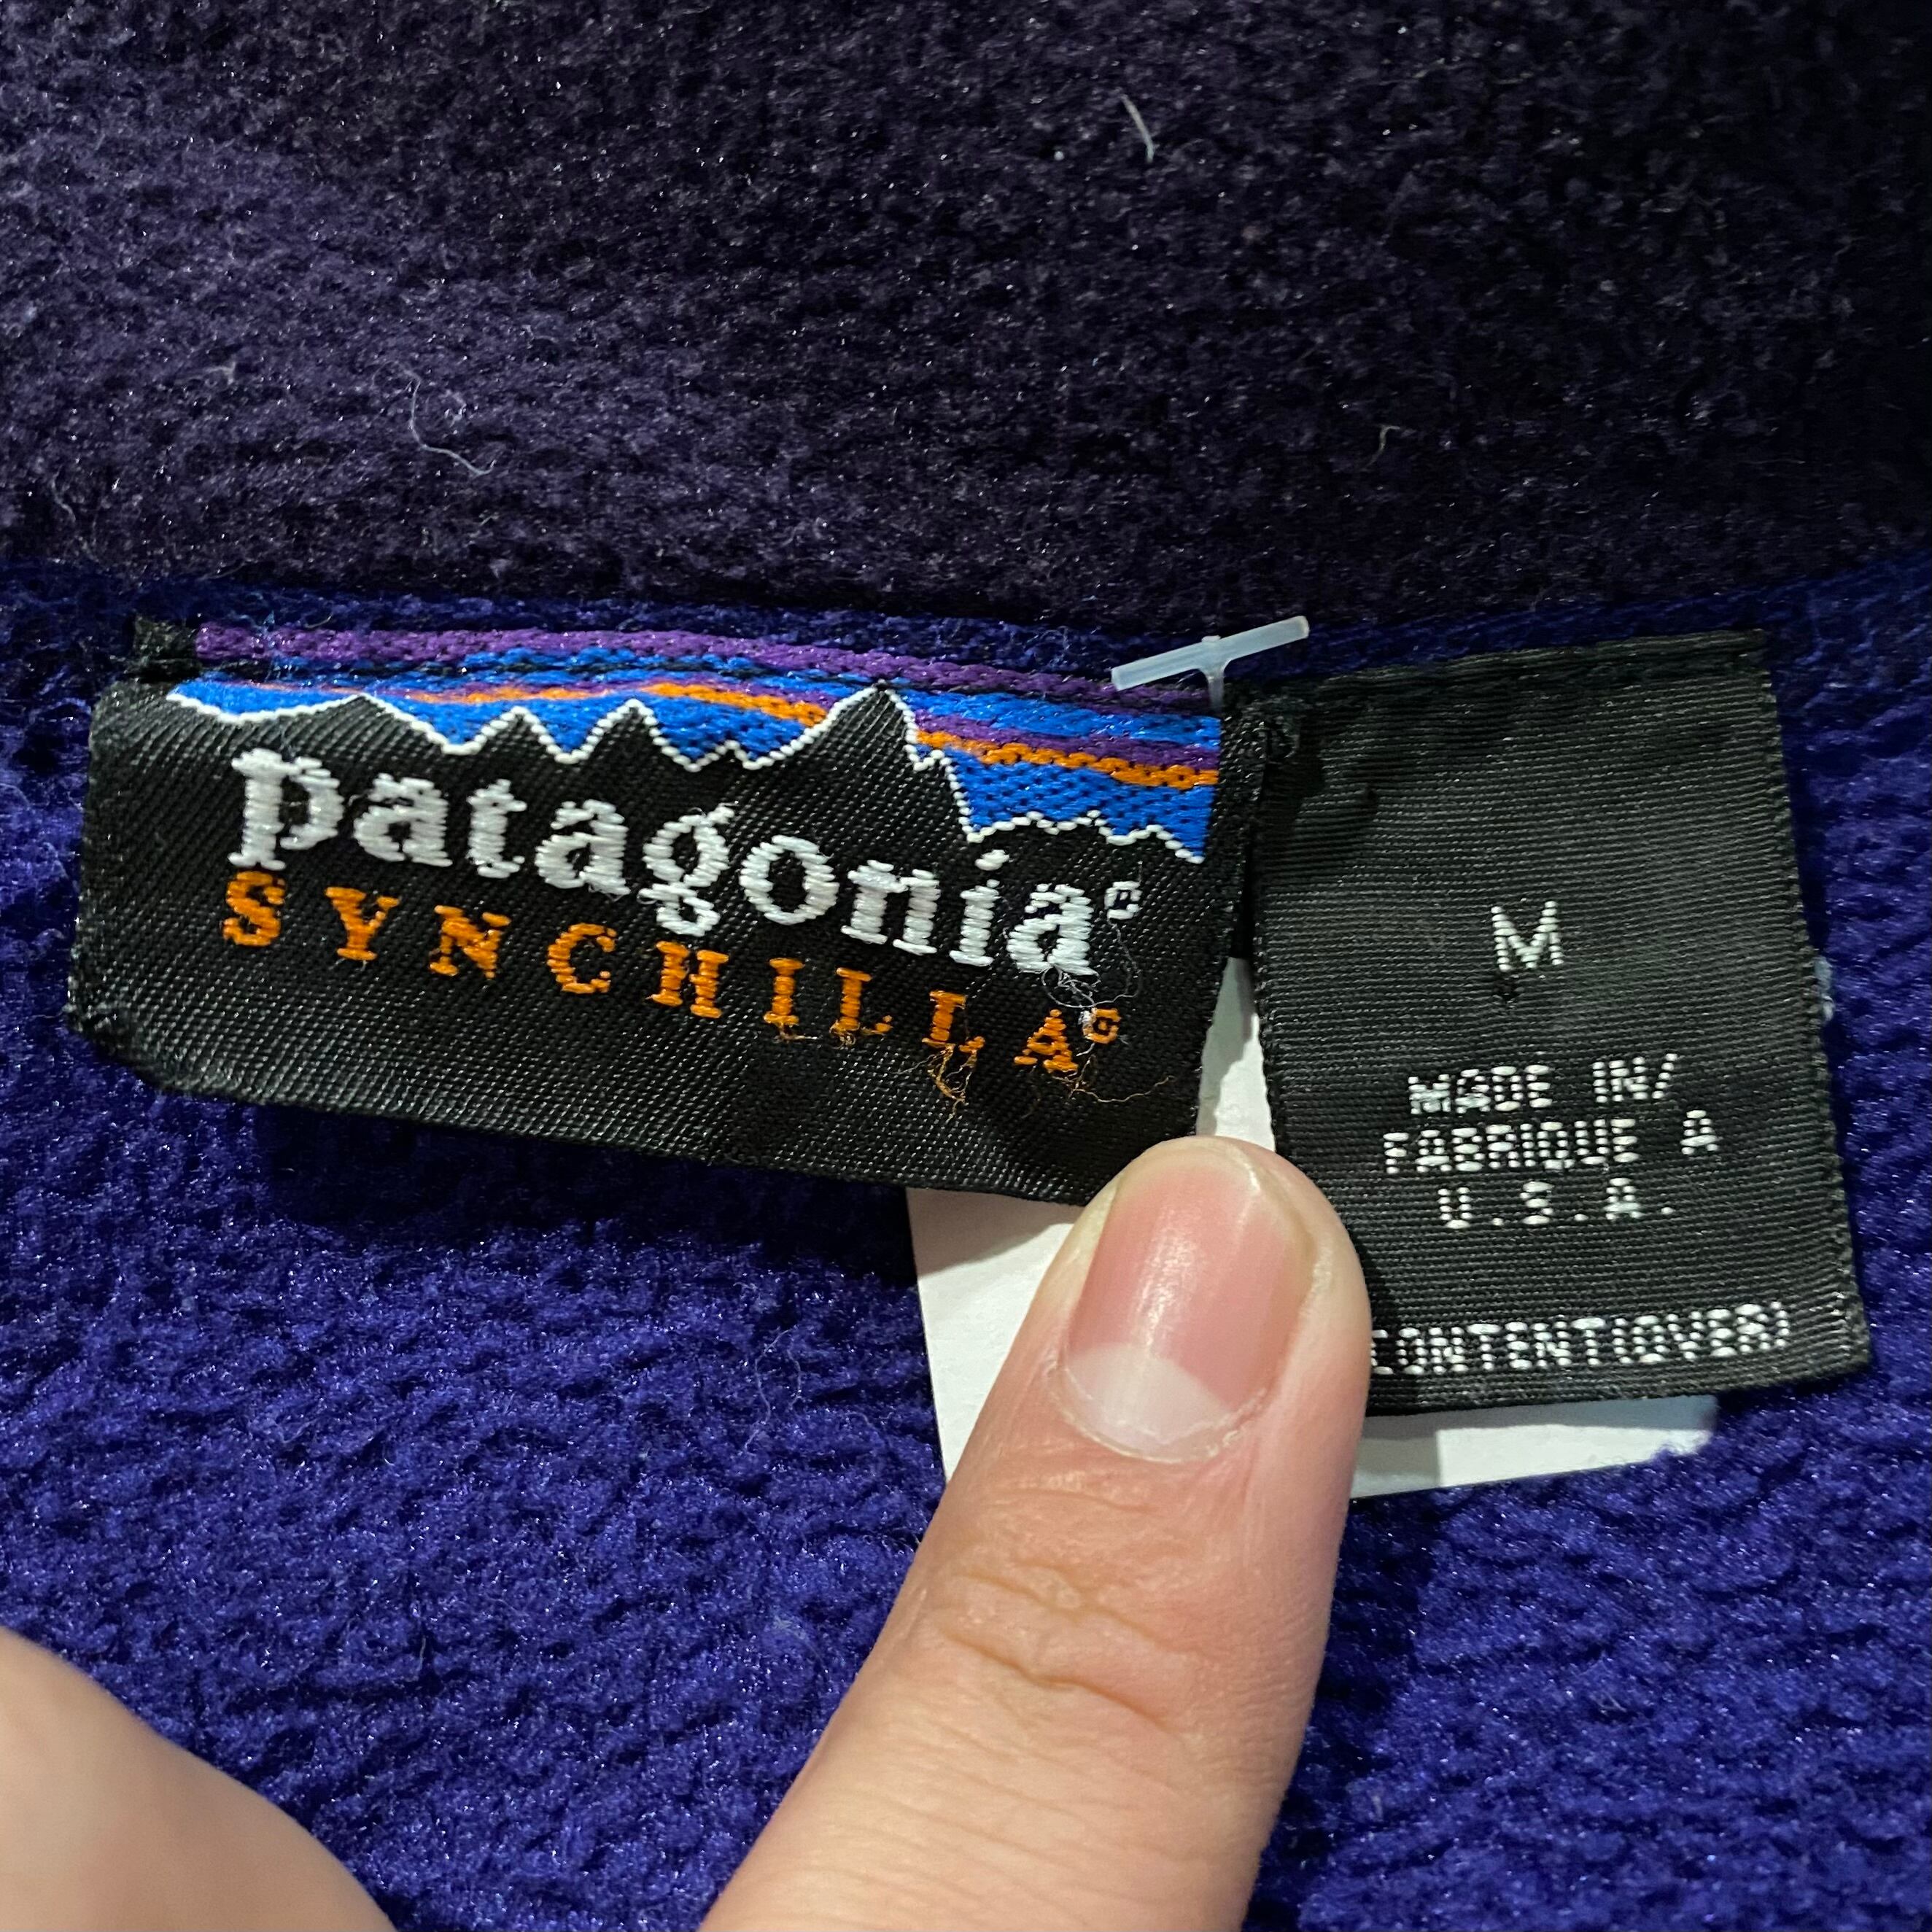 patagonia®
SYNCHILLA®
M
MADE IN/
FABRIQUE A
U.S.A.
CONTENT(OVER)